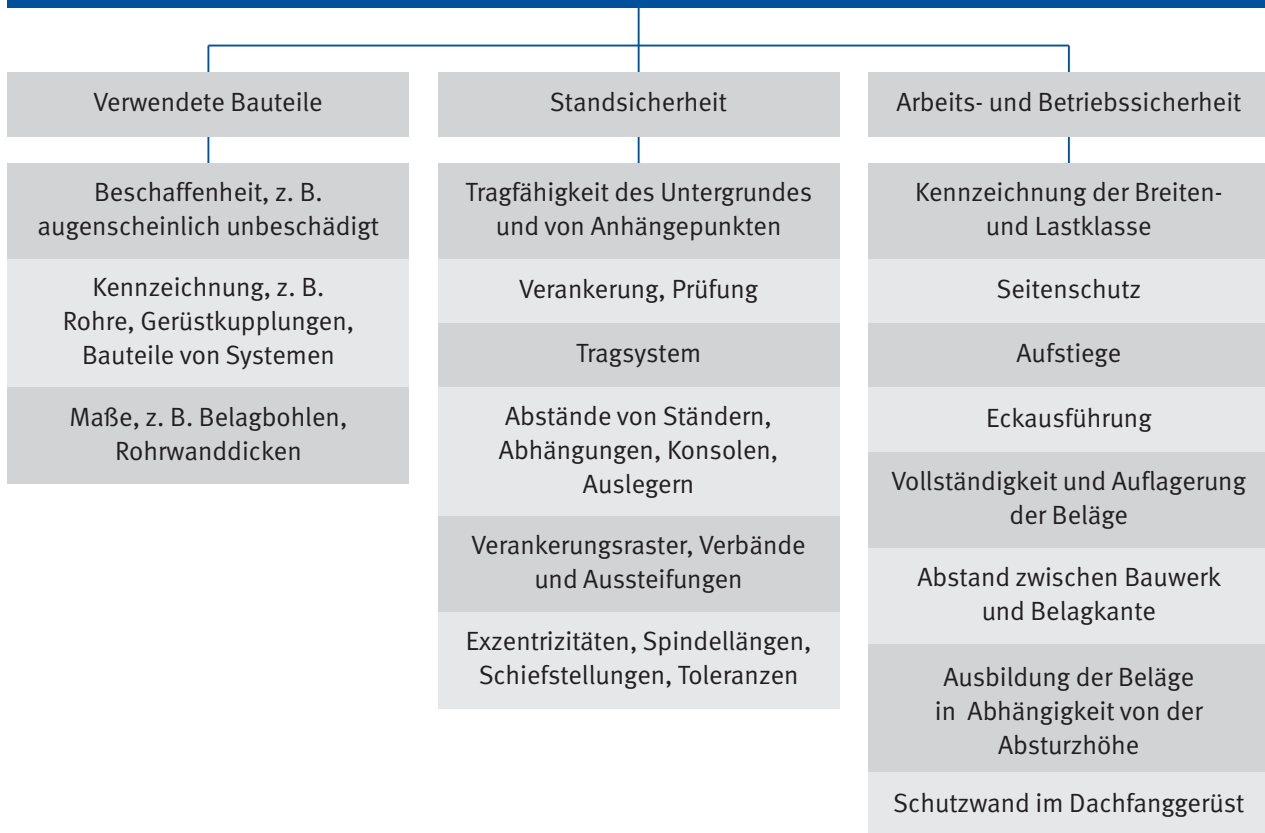 Verwendete Bauteile
Beschaffenheit, z. B.
augenscheinlich unbeschädigt
Kennzeichnung, z. B.
Rohre, Gerüstkupplungen,
Bauteile von Systemen
Maße, z. B. Belagbohlen,
Rohrwanddicken
Standsicherheit
Tragfähigkeit des Untergrundes
und von Anhängepunkten
Verankerung, Prüfung
Tragsystem
Abstände von Ständern,
Abhängungen, Konsolen,
Auslegern
Verankerungsraster, Verbände
und Aussteifungen
Exzentrizitäten, Spindellängen,
Schiefstellungen, Toleranzen
Arbeits- und Betriebssicherheit
Kennzeichnung der Breiten-
und Lastklasse
Seitenschutz
Aufstiege
Eckausführung
Vollständigkeit und Auflagerung
der Beläge
Abstand zwischen Bauwerk
und Belagkante
Ausbildung der Beläge
in Abhängigkeit von der
Absturzhöhe
Schutzwand im Dachfanggerüst